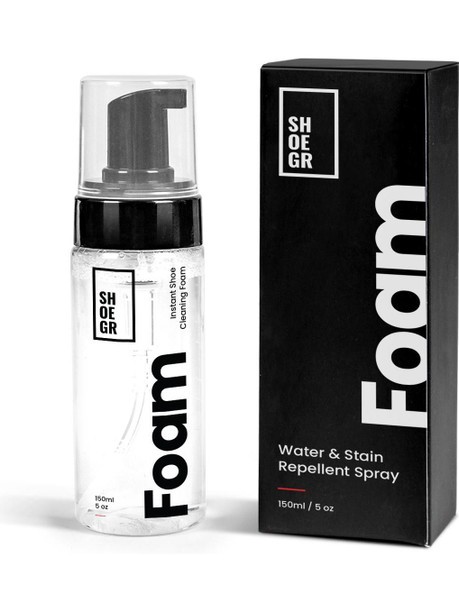 SH
OE
GR
Instant Shoe
Cleaning Foam
Foam
150ml
5 oz
SH
OE
GR
Foam
Water & Stain
Repellent Spray
150ml / 5 oz